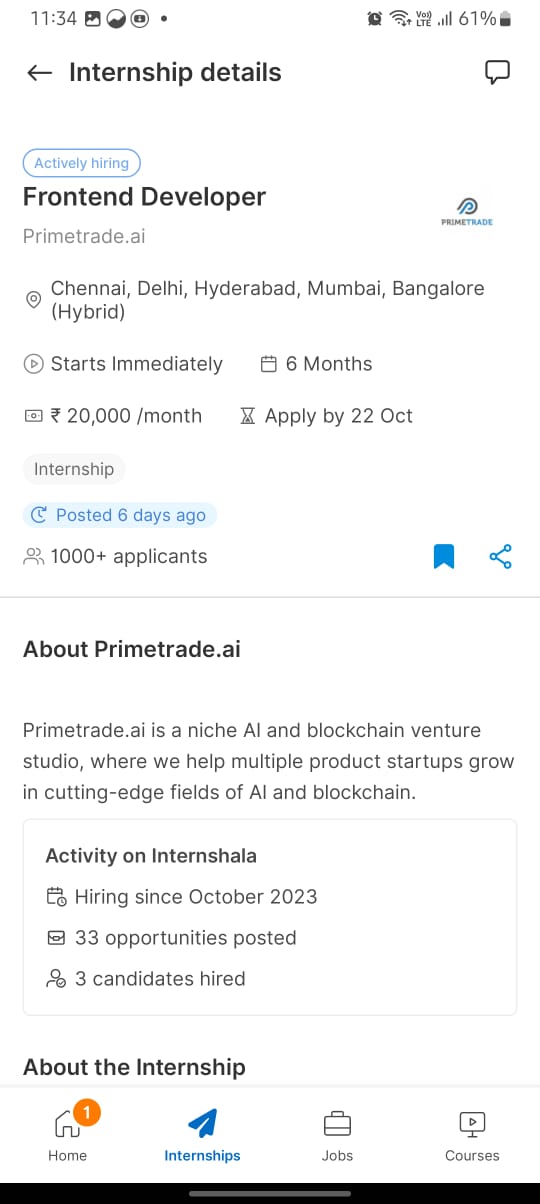 11:34
Vo) LTE 61%
Internship details
Actively hiring
Frontend Developer
PRIMETRADE
Primetrade.ai
Chennai, Delhi, Hyderabad, Mumbai, Bangalore
(Hybrid)
Starts Immediately 6 Months
₹ 20,000 /month Apply by 22 Oct
Internship
Posted 6 days ago
1000+ applicants
About Primetrade.ai
Primetrade.ai is a niche AI and blockchain venture
studio, where we help multiple product startups grow
in cutting-edge fields of AI and blockchain.
Activity on Internshala
Hiring since October 2023
33 opportunities posted
3 candidates hired
About the Internship
1
Home Internships Jobs Courses